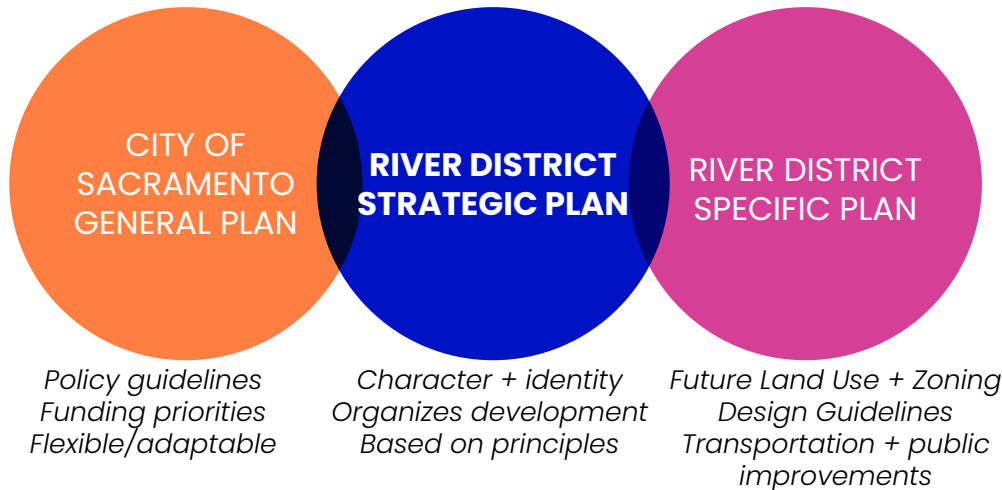 CITY OF
SACRAMENTO
GENERAL PLAN
RIVER DISTRICT
STRATEGIC PLAN
RIVER DISTRICT
SPECIFIC PLAN
Policy guidelines
Funding priorities
Flexible/adaptable
Character + identity
Organizes development
Based on principles
Future Land Use + Zoning
Design Guidelines
Transportation + public
improvements